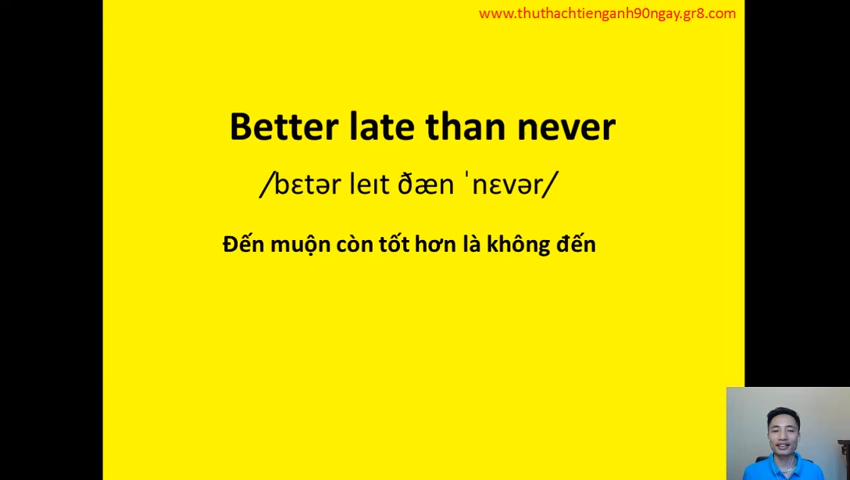 www.thuthachtienganh90ngay.gr8.com
Better late than never
/bɛtər leɪt ðæn ˈnɛvər/
Đến muộn còn tốt hơn là không đến